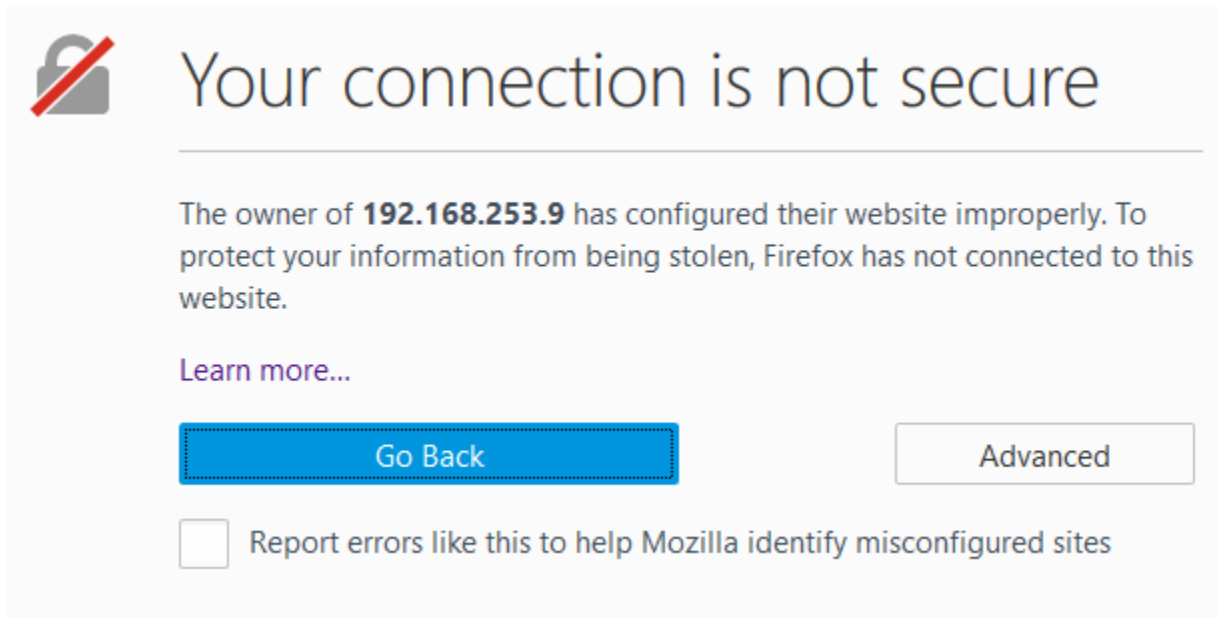 Your connection is not secure
The owner of 192.168.253.9 has configured their website improperly. To
protect your information from being stolen, Firefox has not connected to this
website.
Learn more...
Go Back
Advanced
Report errors like this to help Mozilla identify misconfigured sites